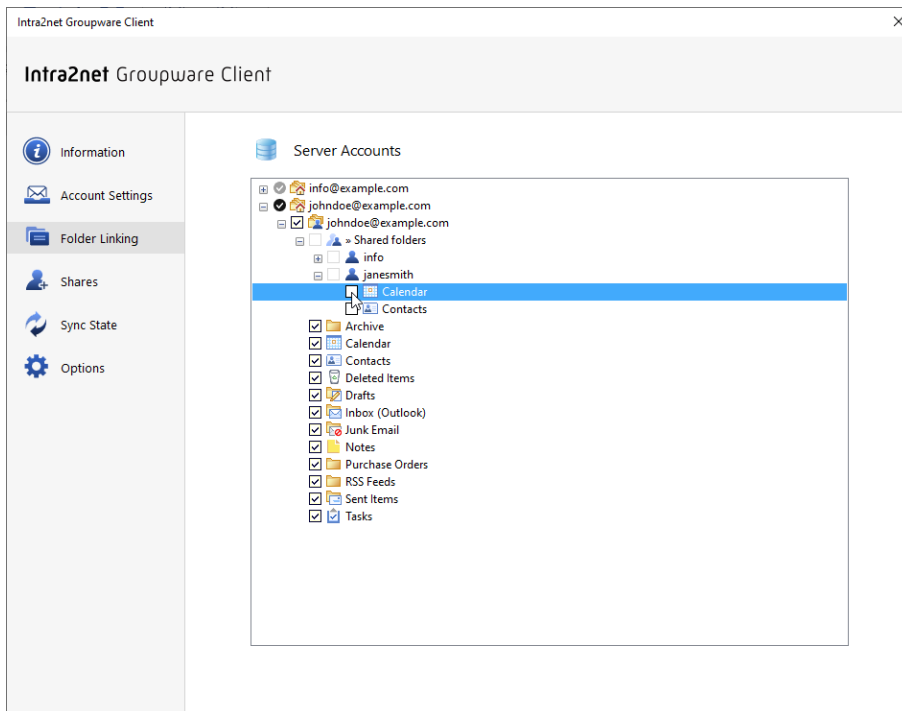 Intra2net Groupware Client
Intra2net Groupware Client
Information
Account Settings
Folder Linking
Shares
Sync State
Options
Server Accounts
info@example.com
johndoe@example.com
johndoe@example.com
» Shared folders
info
janesmith
Calendar
Contacts
Archive
Calendar
Contacts
Deleted Items
Drafts
Inbox (Outlook)
Junk Email
Notes
Purchase Orders
RSS Feeds
Sent Items
Tasks